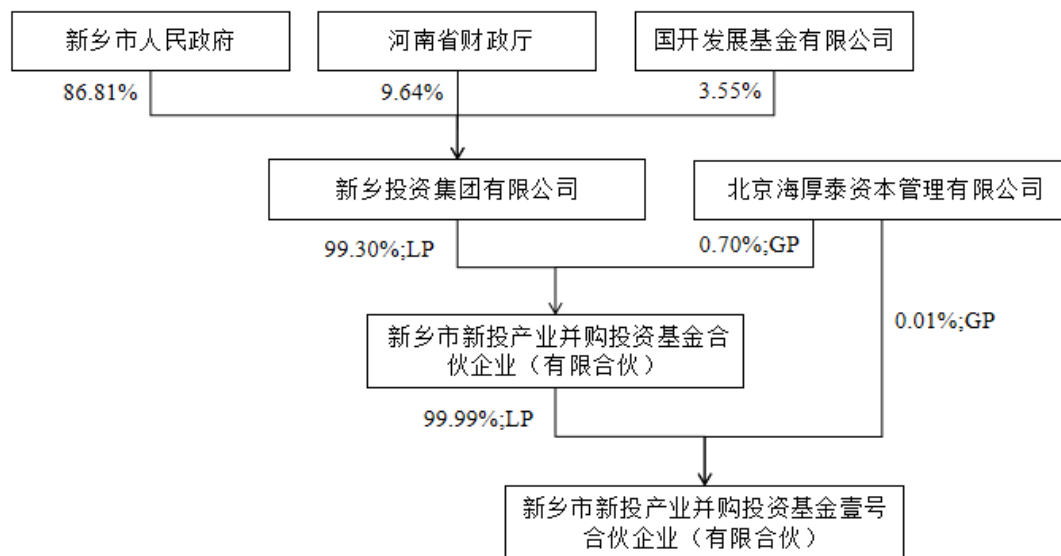 新乡市人民政府
河南省财政厅
国开发展基金有限公司
86.81%
9.64%
3.55%
新乡投资集团有限公司
北京海厚泰资本管理有限公司
99.30%;LP
0.70%;GP
0.01%;GP
新乡市新投产业并购投资基金合
伙企业（有限合伙）
99.99%;LP
新乡市新投产业并购投资基金壹号
合伙企业（有限合伙）